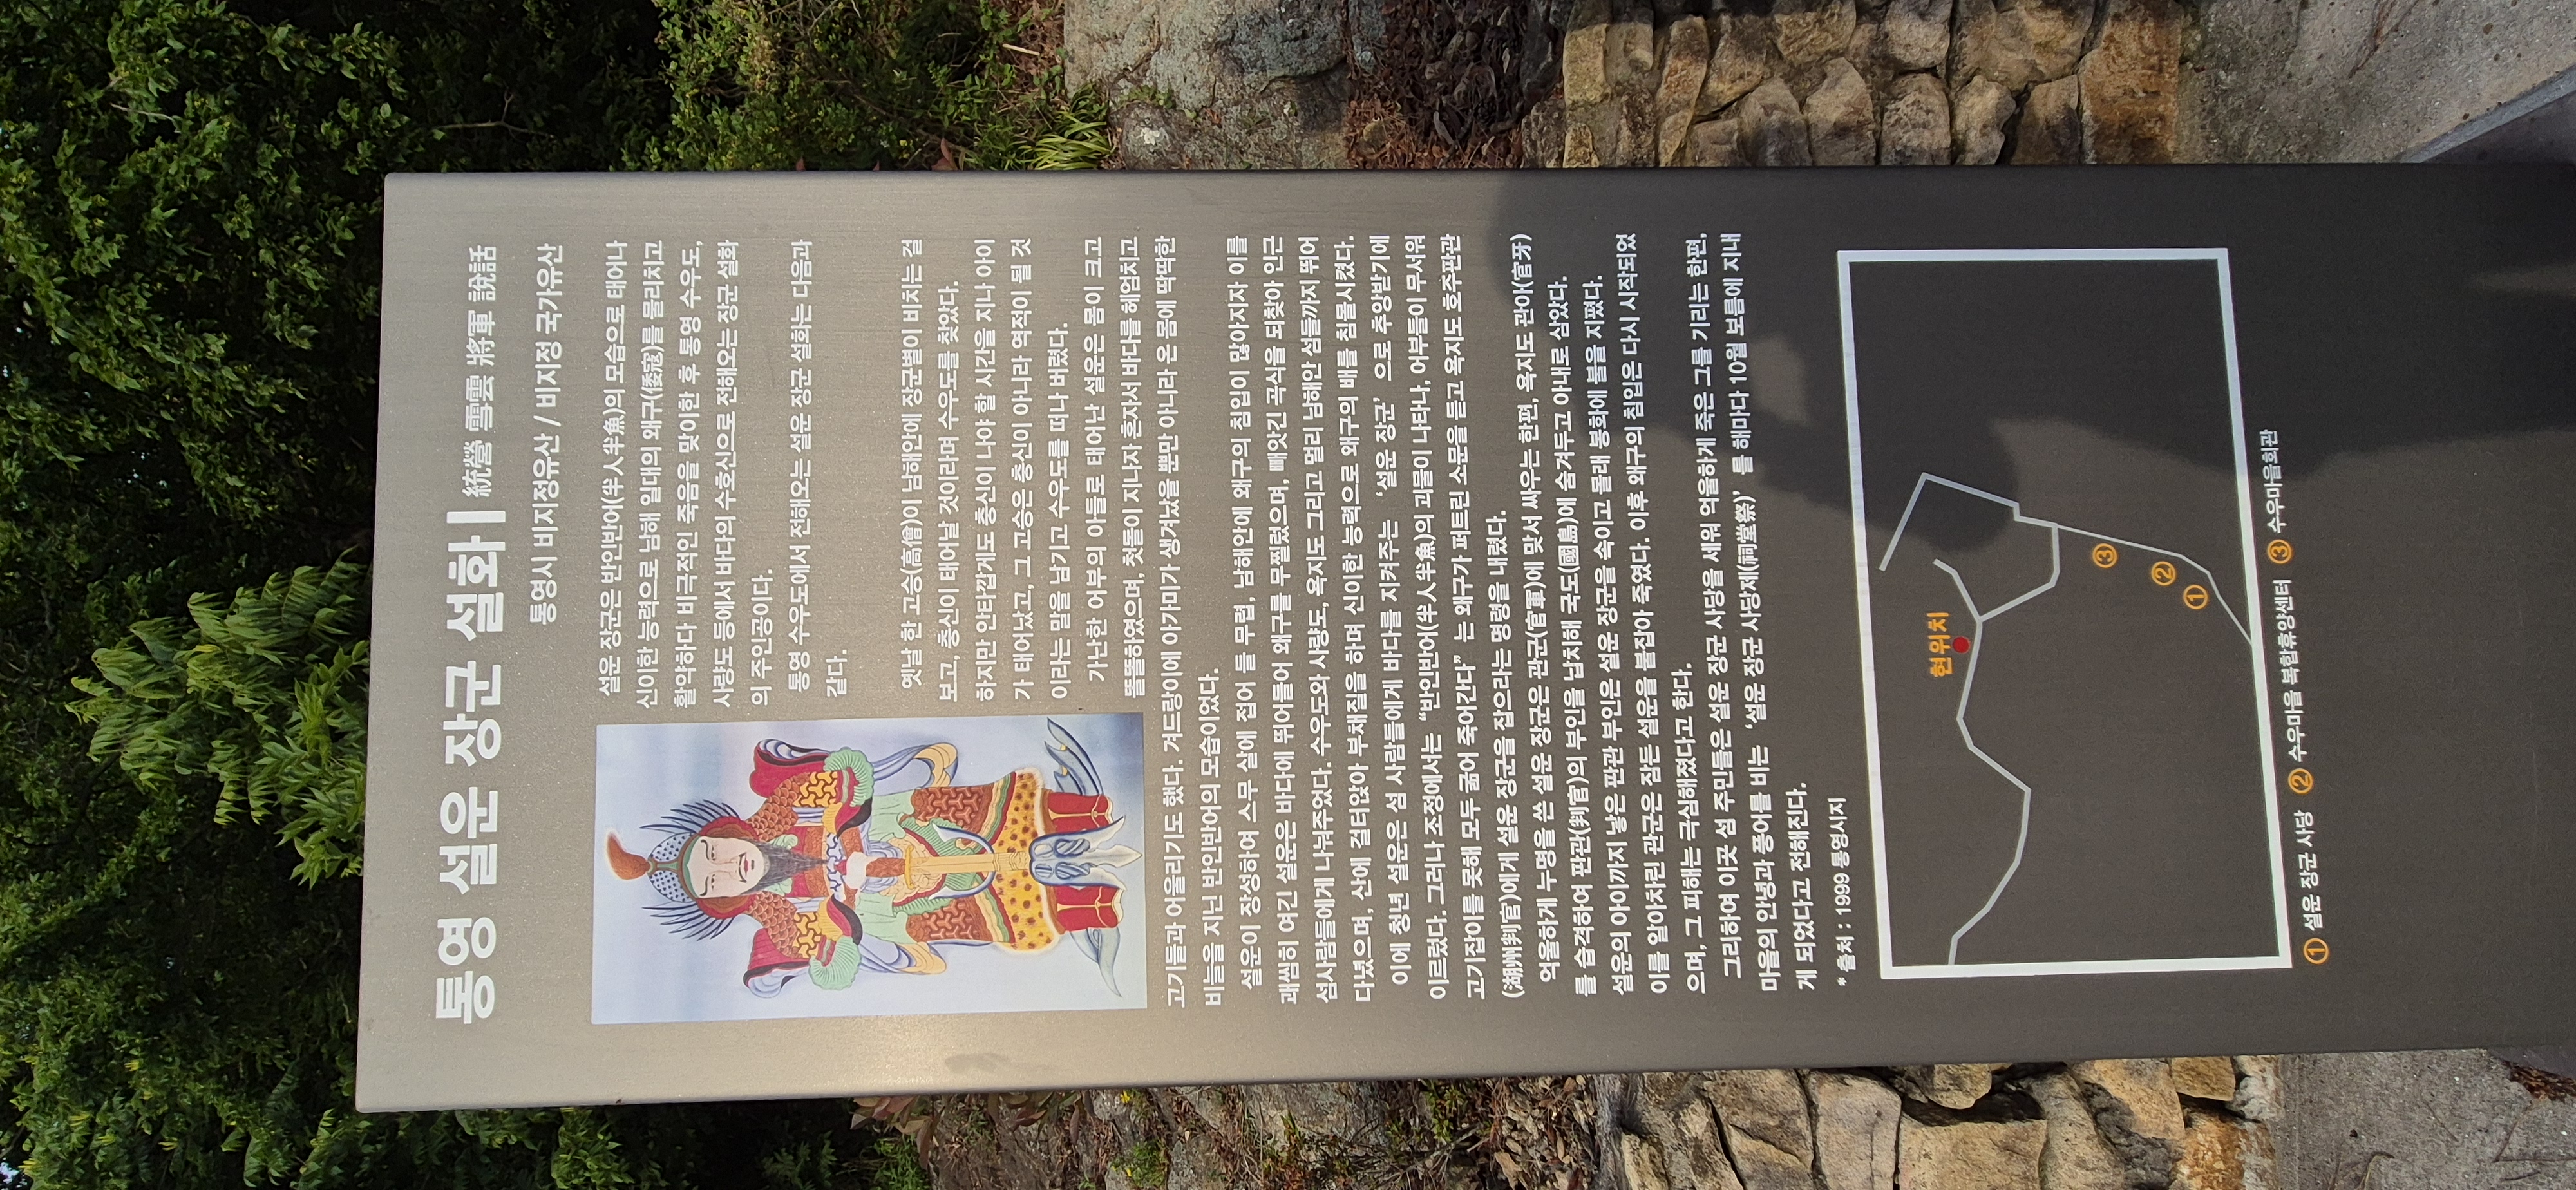 통영 설운 장군 설화 | 統營 雪雲 將軍 說話
통영시 비지정유산 / 비지정 국가유산
설운 장군은 반인반어(半人半魚)의 모습으로 태어나
신이한 능력으로 남해 일대의 왜구(倭寇)를 물리치고
활약하다 비극적인 죽음을 맞이한 후 통영 수우도,
사량도 등에서 바다의 수호신으로 전해오는 장군 설화
의 주인공이다.
통영 수우도에서 전해오는 설운 장군 설화는 다음과
같다.
옛날 한 고승(高僧)이 남해안에 장군별이 비치는 걸
보고, 충신이 태어날 것이라며 수우도를 찾았다.
하지만 안타깝게도 충신이 나야 할 시간을 지나 아이
가 태어났고, 그 고승은 충신이 아니라 역적이 될 것
이라는 말을 남기고 수우도를 떠나 버렸다.
가난한 어부의 아들로 태어난 설운은 몸이 크고
똘똘하였으며, 첫돌이 지나자 혼자서 바다를 헤엄치고
고기들과 어울리기도 했다. 겨드랑이에 아가미가 생겨났을 뿐만 아니라 온 몸에 딱딱한
비늘을 지닌 반인반어의 모습이었다.
설운이 장성하여 스무 살에 접어 들 무렵, 남해안에 왜구의 침입이 많아지자 이를
괘씸히 여긴 설운은 바다에 뛰어들어 왜구를 무찔렀으며, 빼앗긴 곡식을 되찾아 인근
섬사람들에게 나눠주었다. 수우도와 사량도, 욕지도 그리고 멀리 남해안 섬들까지 뛰어
다녔으며, 산에 걸터앉아 부채질을 하며 신이한 능력으로 왜구의 배를 침몰시켰다.
이에 청년 설운은 섬 사람들에게 바다를 지켜주는 ‘설운 장군’ 으로 추앙받기에
이르렀다. 그러나 조정에서는 “반인반어(半人半魚)의 괴물이 나타나, 어부들이 무서워
고기잡이를 못해 모두 굶어 죽어간다” 는 왜구가 퍼트린 소문을 듣고 욕지도 호주판관
(湖州判官)에게 설운 장군을 잡으라는 명령을 내렸다.
억울하게 누명을 쓴 설운 장군은 관군(官軍)에 맞서 싸우는 한편, 욕지도 관아(官牙)
를 습격하여 판관(判官)의 부인을 납치해 국도(國島)에 숨겨두고 아내로 삼았다.
설운의 아이까지 낳은 판관 부인은 설운 장군을 속이고 몰래 봉화에 불을 지폈다.
이를 알아차린 관군은 잠든 설운을 붙잡아 죽였다. 이후 왜구의 침입은 다시 시작되었
으며, 그 피해는 극심해졌다고 한다.
그리하여 이곳 섬 주민들은 설운 장군 사당을 세워 억울하게 죽은 그를 기리는 한편,
마을의 안녕과 풍어를 비는 ‘설운 장군 사당제(祠堂祭)’ 를 해마다 10월 보름에 지내
게 되었다고 전해진다.
* 출처 : 1999 통영시지
현위치
③
②
①
① 설운 장군 사당 ② 수우마을 복합휴양센터 ③ 수우마을회관